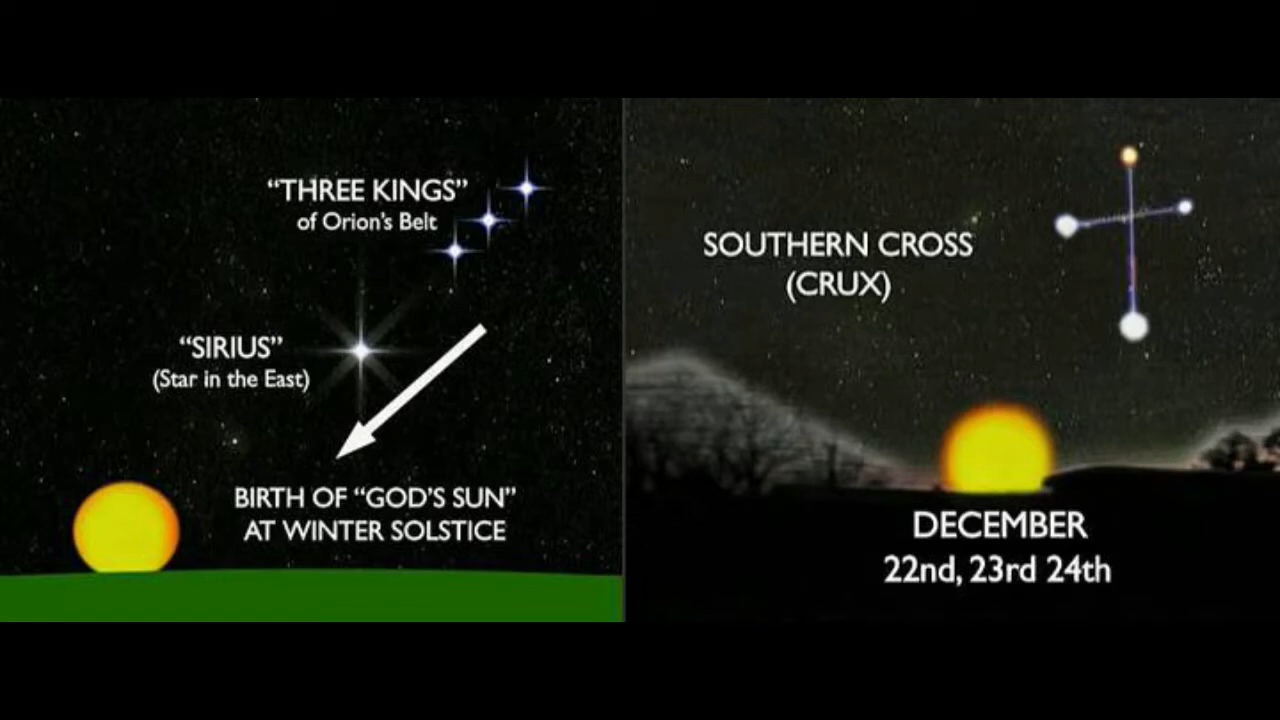 “THREE KINGS”
of Orion's Belt
“SIRIUS”
(Star in the East)
BIRTH OF “GOD'S SUN”
AT WINTER SOLSTICE
SOUTHERN CROSS
(CRUX)
DECEMBER
22nd, 23rd 24th